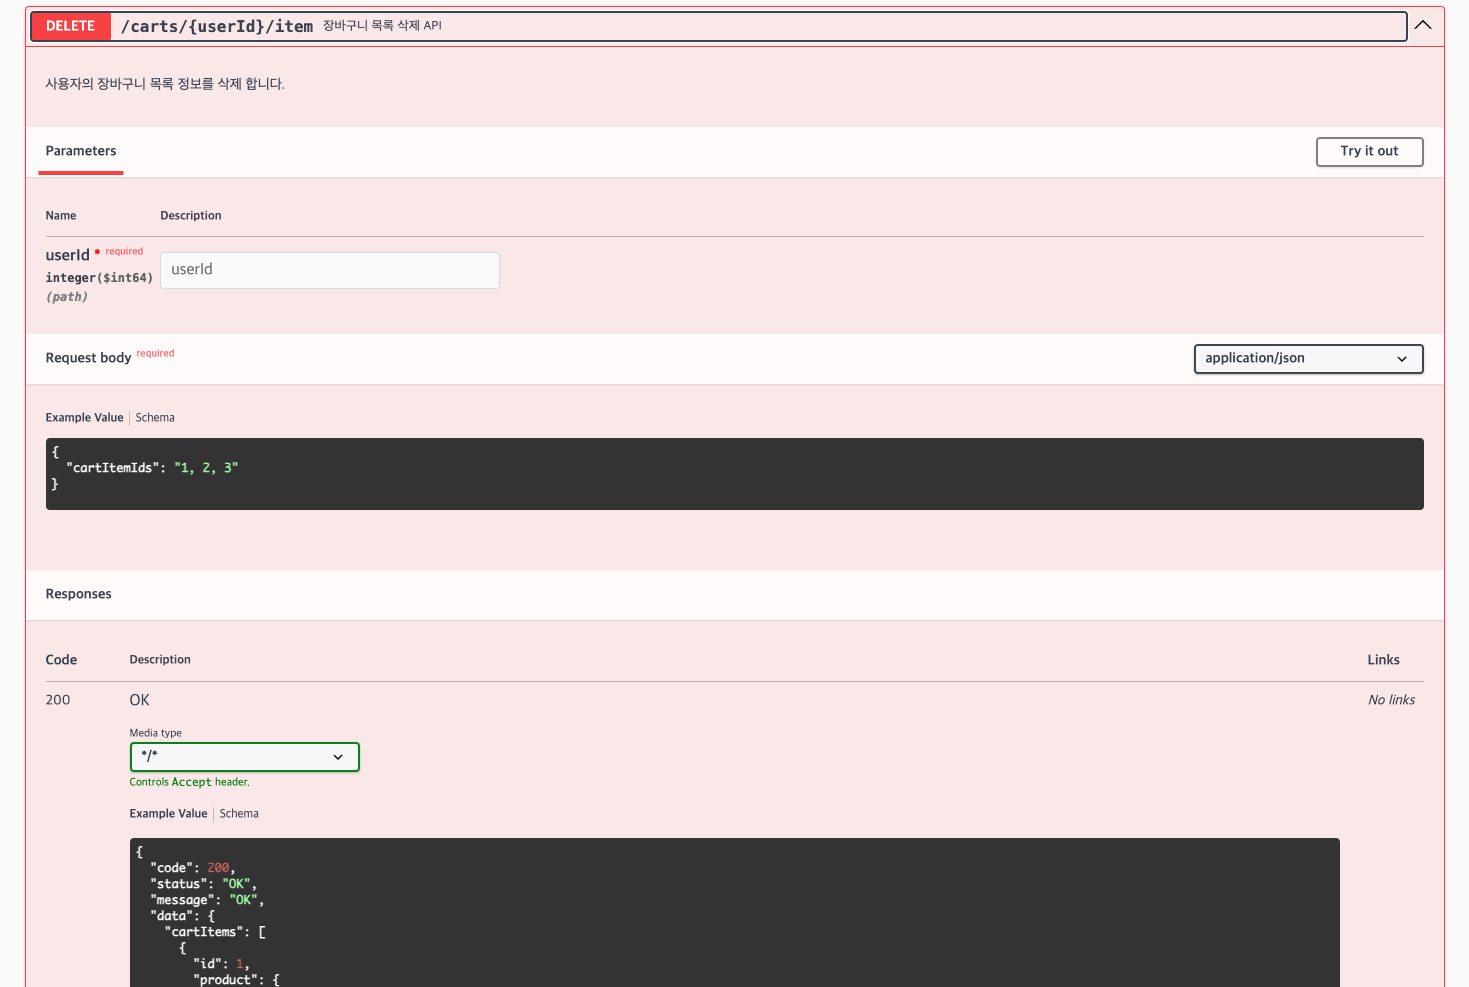 DELETE /carts/{userId}/item 장바구니 목록 삭제 API
사용자의 장바구니 목록 정보를 삭제 합니다.
Parameters
Try it out
Name Description
userId * required
integer($int64)
(path)
userId
Request body required
application/json
Example Value | Schema
{
  "cartItemIds": "1, 2, 3"
}
Responses
Code Description Links
200 OK No links
Media type
*/*
Controls Accept header.
Example Value | Schema
{
  "code": 200,
  "status": "OK",
  "message": "OK",
  "data": {
    "cartItems": [
      {
        "id": 1,
        "product": {